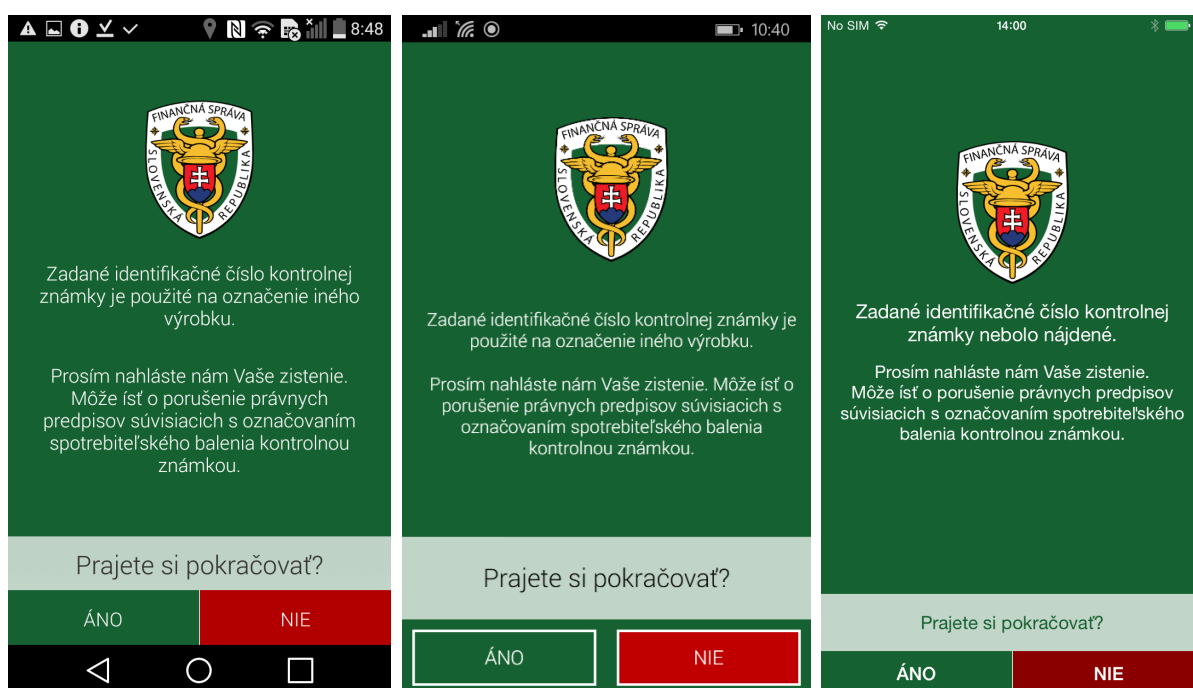 8:48
FINANČNÁ SPRÁVA
SLOVENSKÁ REPUBLIKA
Zadané identifikačné číslo kontrolnej
známky je použité na označenie iného
výrobku.
Prosím nahláste nám Vaše zistenie.
Môže ísť o porušenie právnych
predpisov súvisiacich s označovaním
spotrebiteľského balenia kontrolnou
známkou.
Prajete si pokračovať?
ÁNO
NIE
10:40
FINANČNÁ SPRÁVA
SLOVENSKÁ REPUBLIKA
Zadané identifikačné číslo kontrolnej známky je
použité na označenie iného výrobku.
Prosím nahláste nám Vaše zistenie. Môže ísť o
porušenie právnych predpisov súvisiacich s
označovaním spotrebiteľského balenia
kontrolnou známkou.
Prajete si pokračovať?
ÁNO
NIE
No SIM
14:00
FINANČNÁ SPRÁVA
SLOVENSKÁ REPUBLIKA
Zadané identifikačné číslo kontrolnej
známky nebolo nájdené.
Prosím nahláste nám Vaše zistenie.
Môže ísť o porušenie právnych predpisov
súvisiacich s označovaním spotrebiteľského
balenia kontrolnou známkou.
Prajete si pokračovať?
ÁNO
NIE